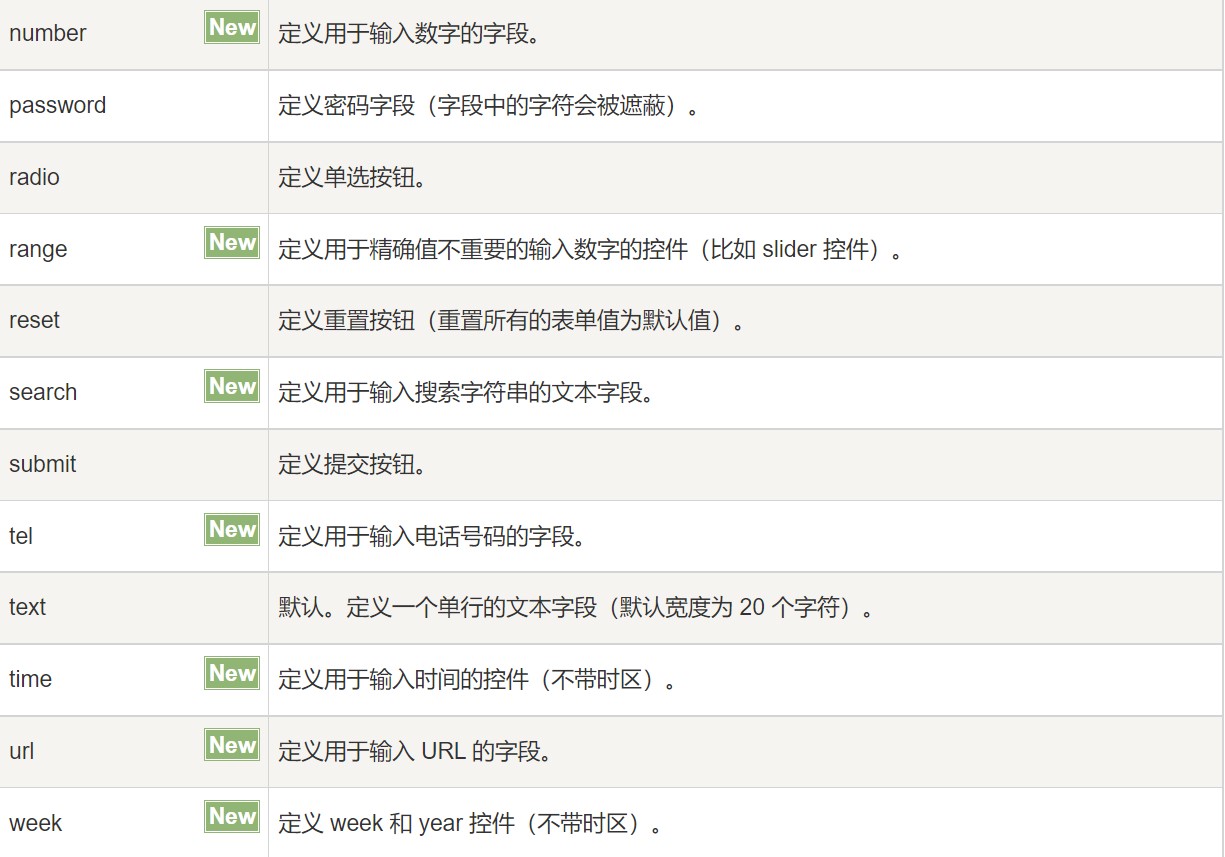 number New 定义用于输入数字的字段。
password 定义密码字段（字段中的字符会被遮蔽）。
radio 定义单选按钮。
range New 定义用于精确值不重要的输入数字的控件（比如 slider 控件）。
reset 定义重置按钮（重置所有的表单值为默认值）。
search New 定义用于输入搜索字符串的文本字段。
submit 定义提交按钮。
tel New 定义用于输入电话号码的字段。
text 默认。定义一个单行的文本字段（默认宽度为 20 个字符）。
time New 定义用于输入时间的控件（不带时区）。
url New 定义用于输入 URL 的字段。
week New 定义 week 和 year 控件（不带时区）。